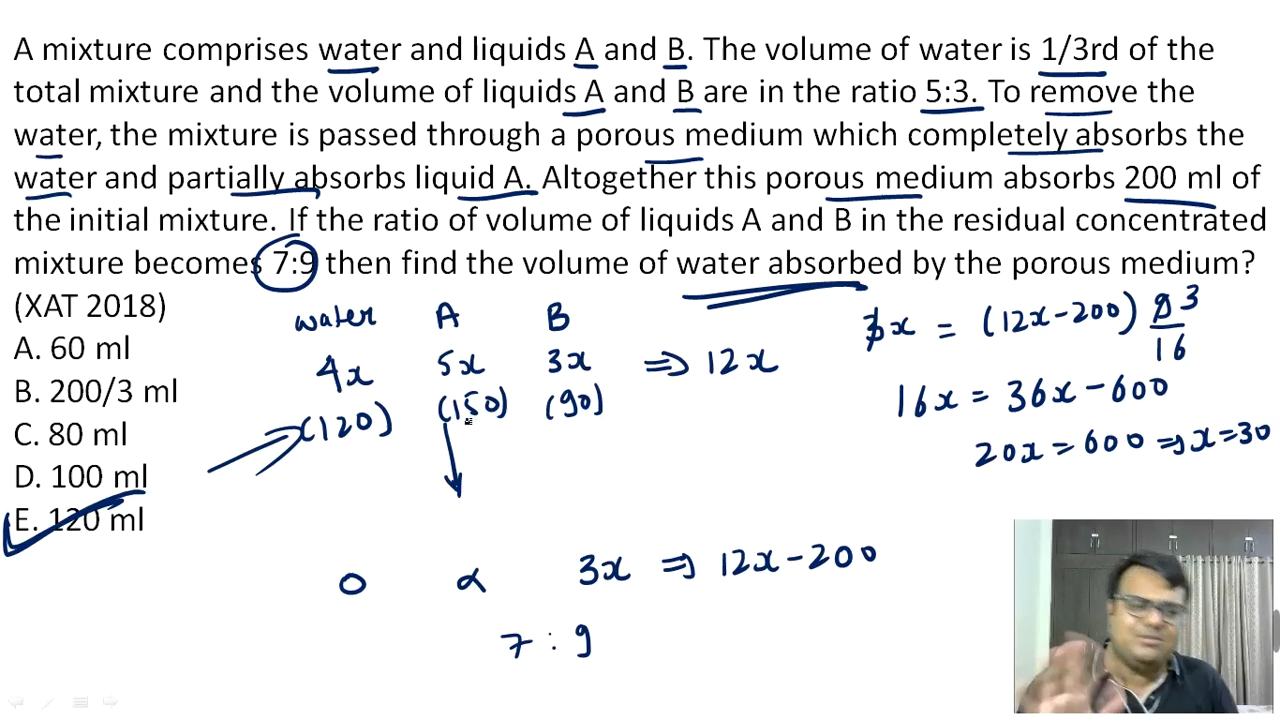 A mixture comprises water and liquids A and B. The volume of water is 1/3rd of the
total mixture and the volume of liquids A and B are in the ratio 5:3. To remove the
water, the mixture is passed through a porous medium which completely absorbs the
water and partially absorbs liquid A. Altogether this porous medium absorbs 200 ml of
the initial mixture. If the ratio of volume of liquids A and B in the residual concentrated
mixture becomes 7:9 then find the volume of water absorbed by the porous medium?
(XAT 2018)
A. 60 ml
B. 200/3 ml
C. 80 ml
D. 100 ml
E. 120 ml
water A B
4x 5x 3x ⇒ 12x
(120) (150) (90)
0 α 3x ⇒ 12x-200
7 : 9
3x = (12x-200) 9 3
16
16x = 36x - 600
20x = 600 ⇒ x=30